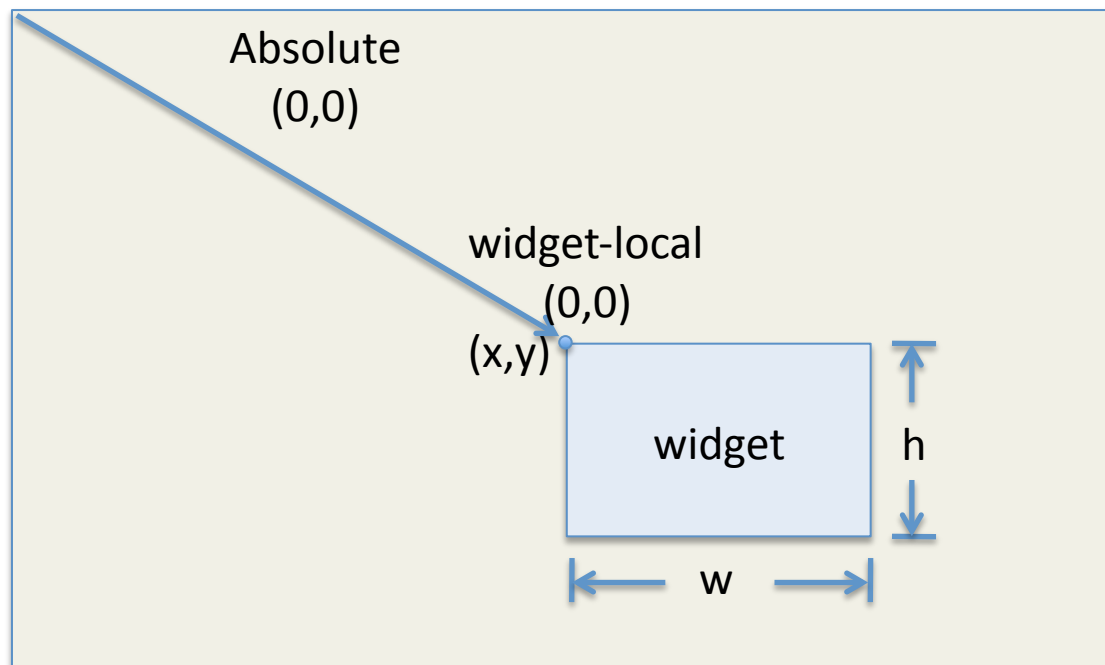 Absolute
(0,0)
widget-local
(0,0)
(x,y)
widget
h
w